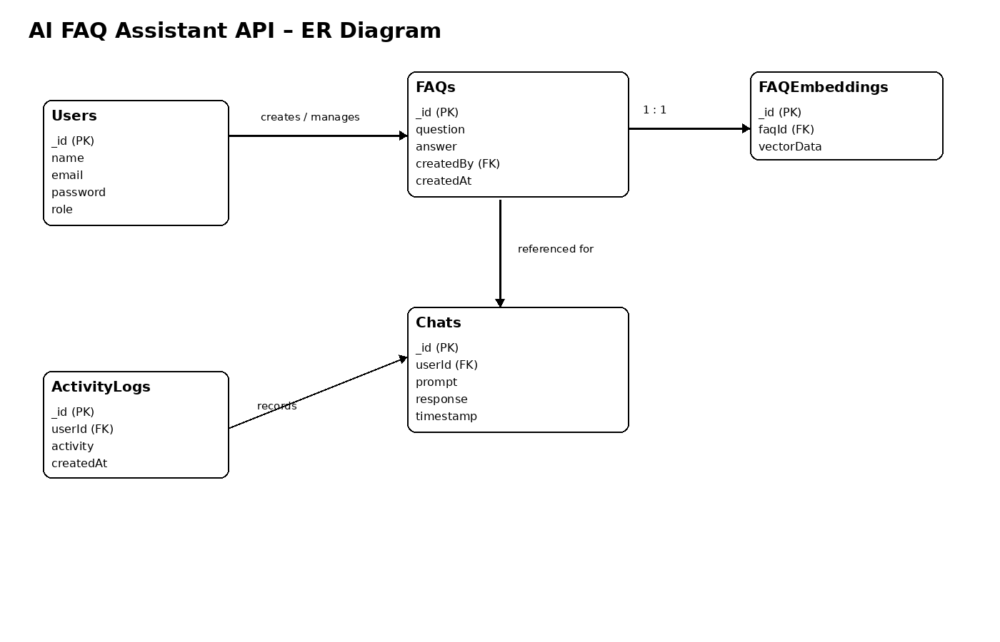 AI FAQ Assistant API – ER Diagram
Users
_id (PK)
name
email
password
role
creates / manages
FAQs
_id (PK)
question
answer
createdBy (FK)
createdAt
1 : 1
FAQEmbeddings
_id (PK)
faqId (FK)
vectorData
referenced for
Chats
_id (PK)
userId (FK)
prompt
response
timestamp
records
ActivityLogs
_id (PK)
userId (FK)
activity
createdAt